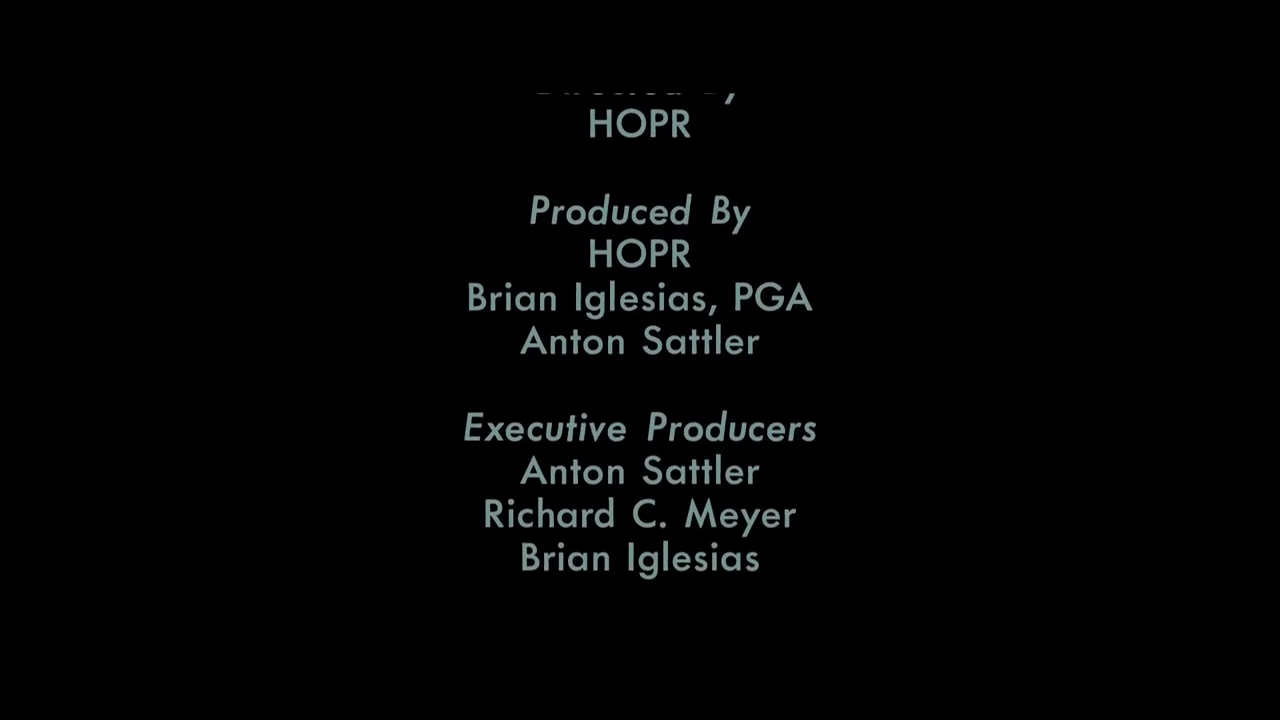 HOPR
Produced By
HOPR
Brian Iglesias, PGA
Anton Sattler
Executive Producers
Anton Sattler
Richard C. Meyer
Brian Iglesias